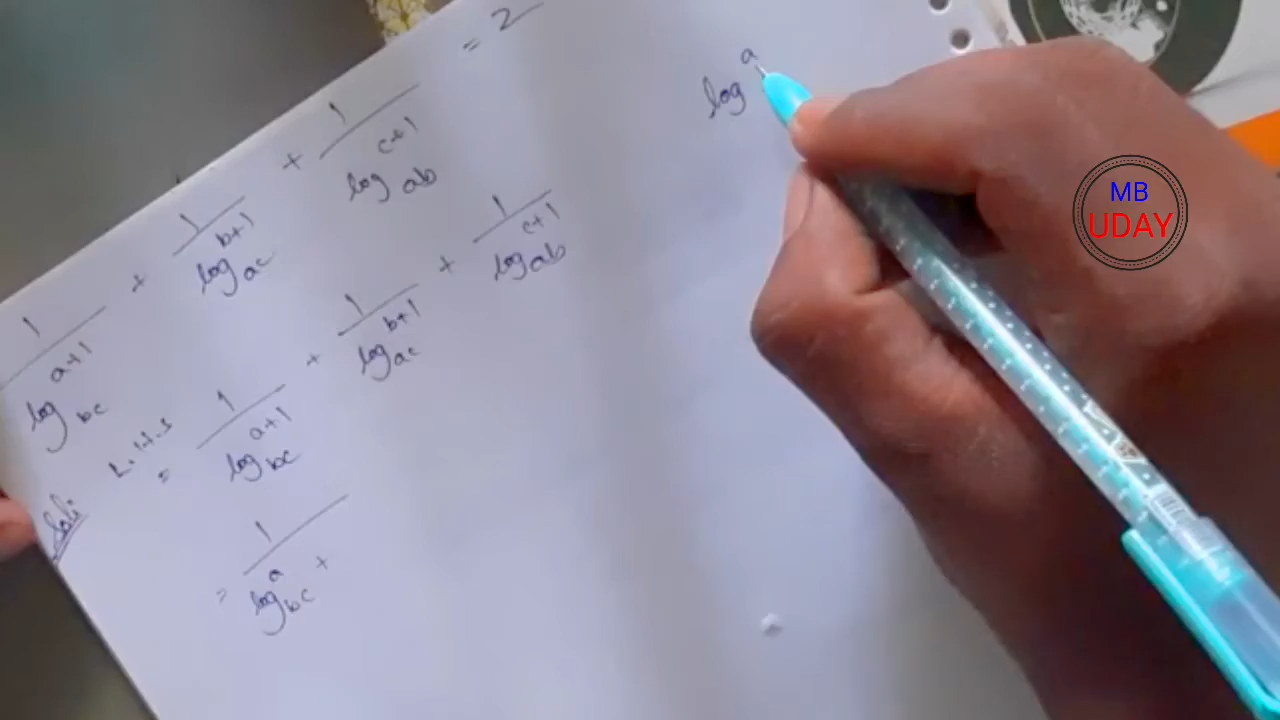 1/(log_bc^a+1) + 1/(log_ac^b+1) + 1/(log_ab^c+1) = 2
Sol:
L.H.S
= 1/(log_bc^a+1) + 1/(log_ac^b+1) + 1/(log_ab^c+1)
= 1/(log_bc^a +
log^a
MB
UDAY